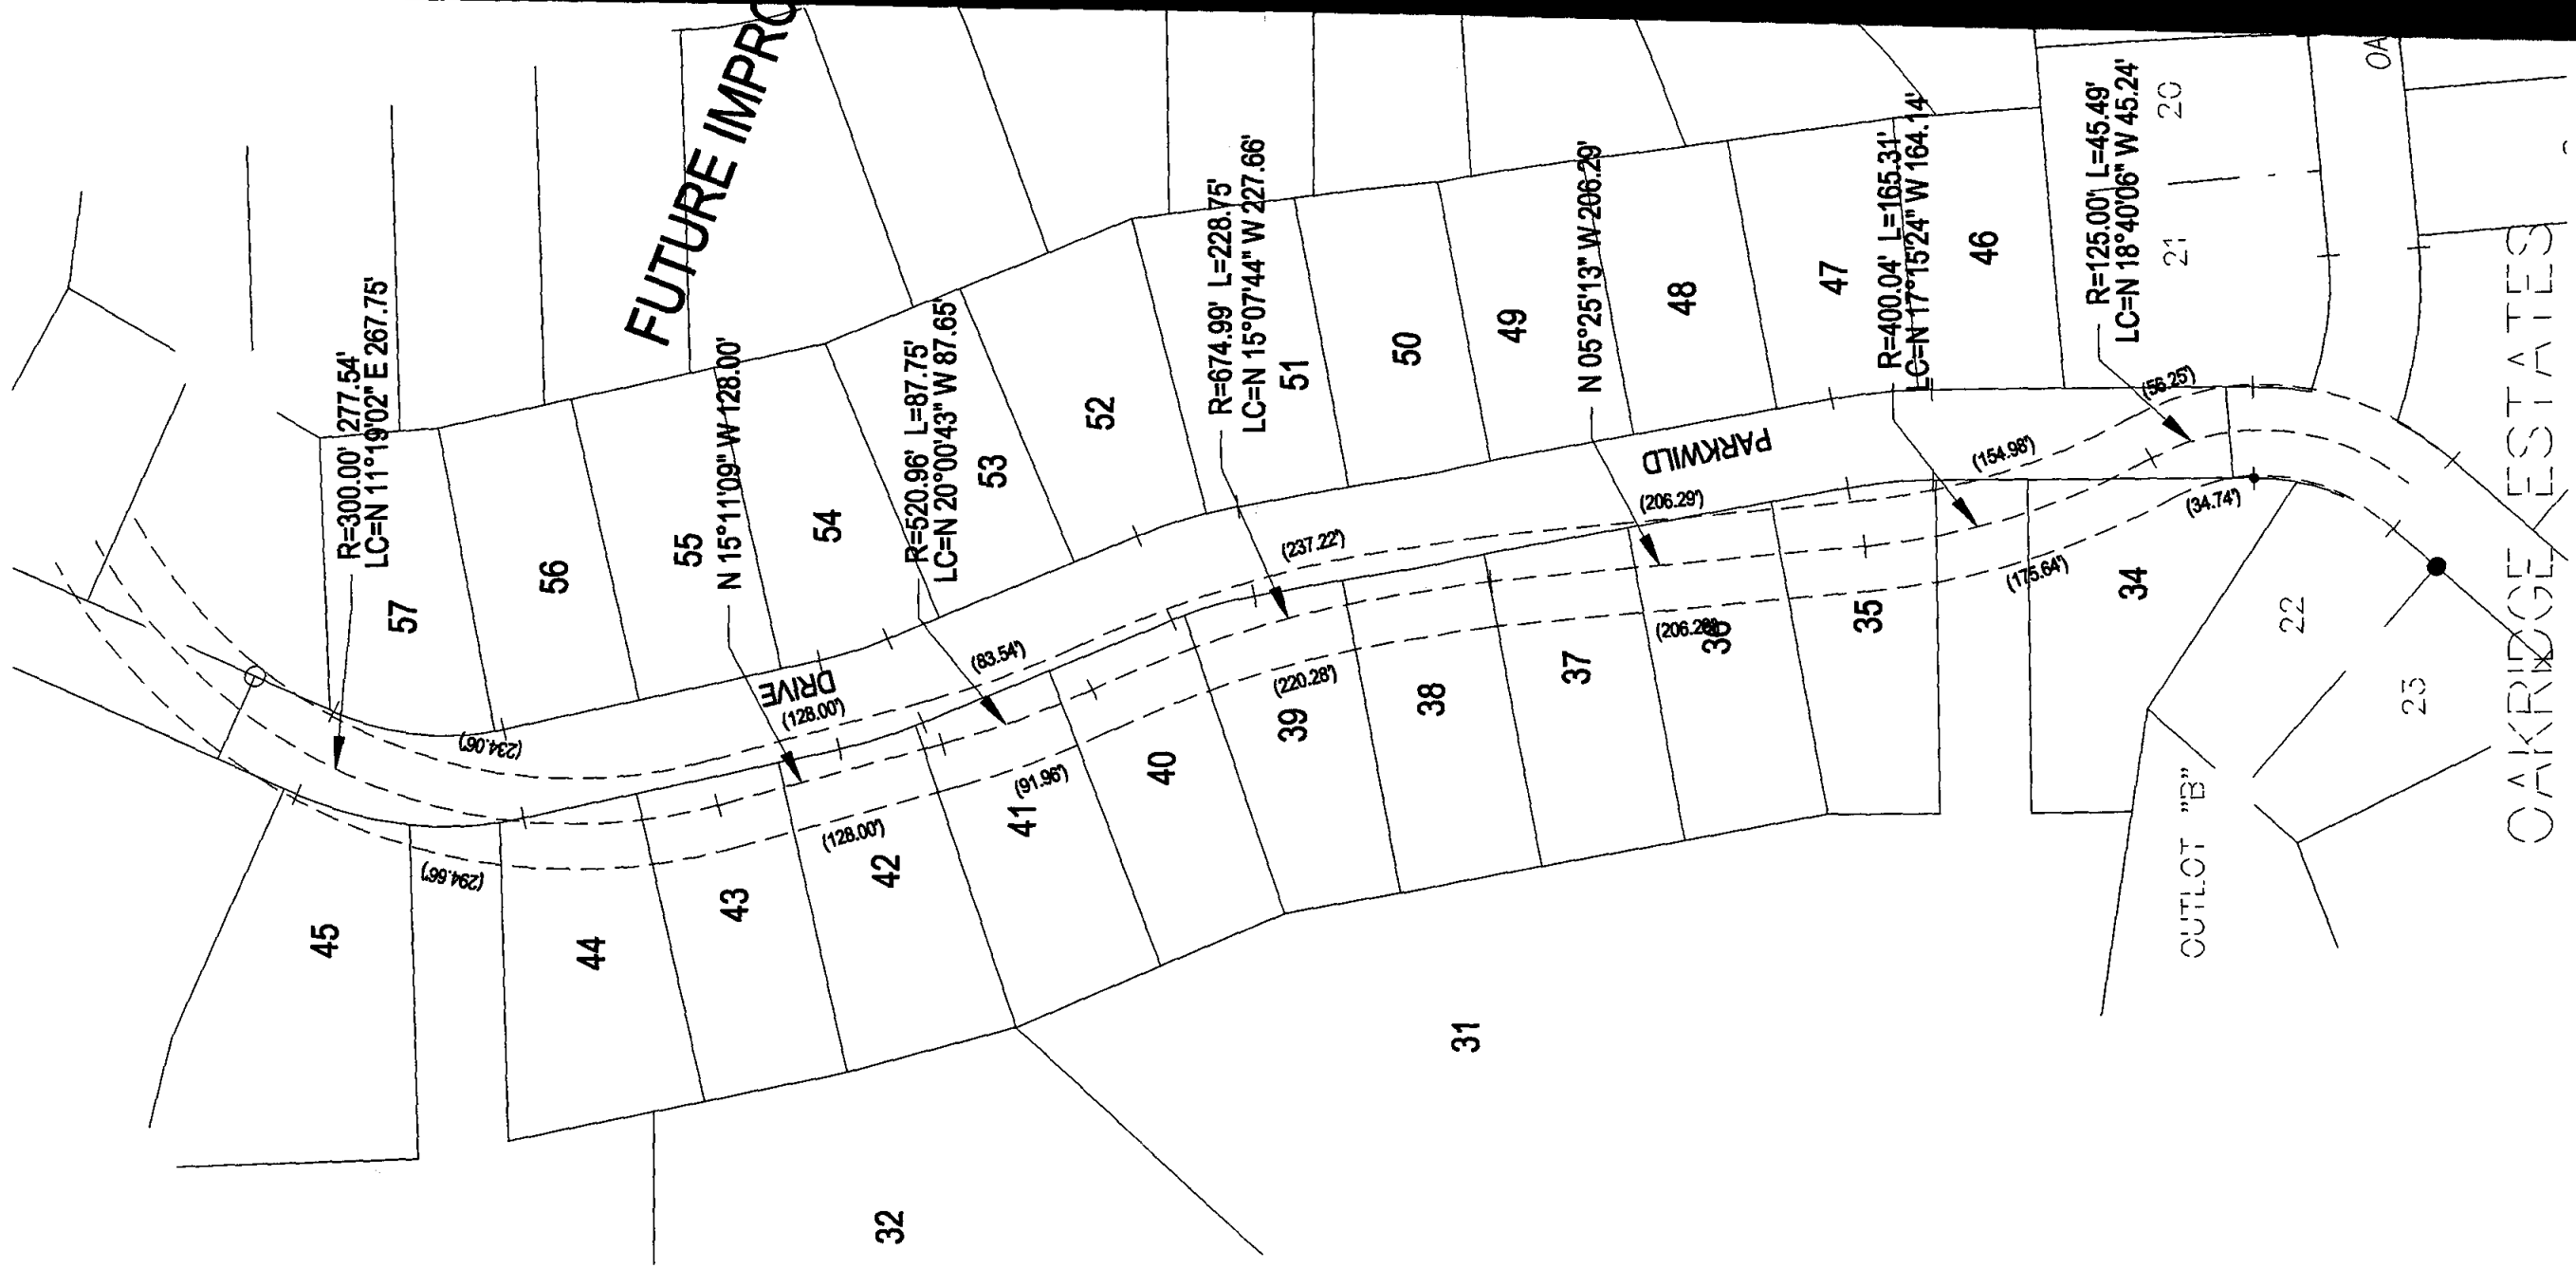 FUTURE IMPRO
R=300.00' 277.54'
LC=N 11°19'02" E 267.75'
N 15°11'09" W 128.00'
R=520.96' L=87.75'
LC=N 20°00'43" W 87.65'
R=674.99' L=228.75'
LC=N 15°07'44" W 227.66'
N 05°25'13" W 206.29'
R=400.04' L=165.31'
LC=N 17°15'24" W 164.14'
R=125.00' L=45.49'
LC=N 18°40'06" W 45.24'
OA
20
21
57
56
55
54
53
52
51
50
49
48
47
46
PARKWILD
DRIVE
(234.06')
(128.00')
(83.54')
(237.22')
(206.29')
(154.98')
(56.25')
(294.66')
(128.00')
(91.96')
(220.28')
(206.29')
(175.64')
(34.74')
45
44
43
42
41
40
39
38
37
36
35
34
22
23
OUTLOT "B"
OAKRIDGE ESTATES
31
32